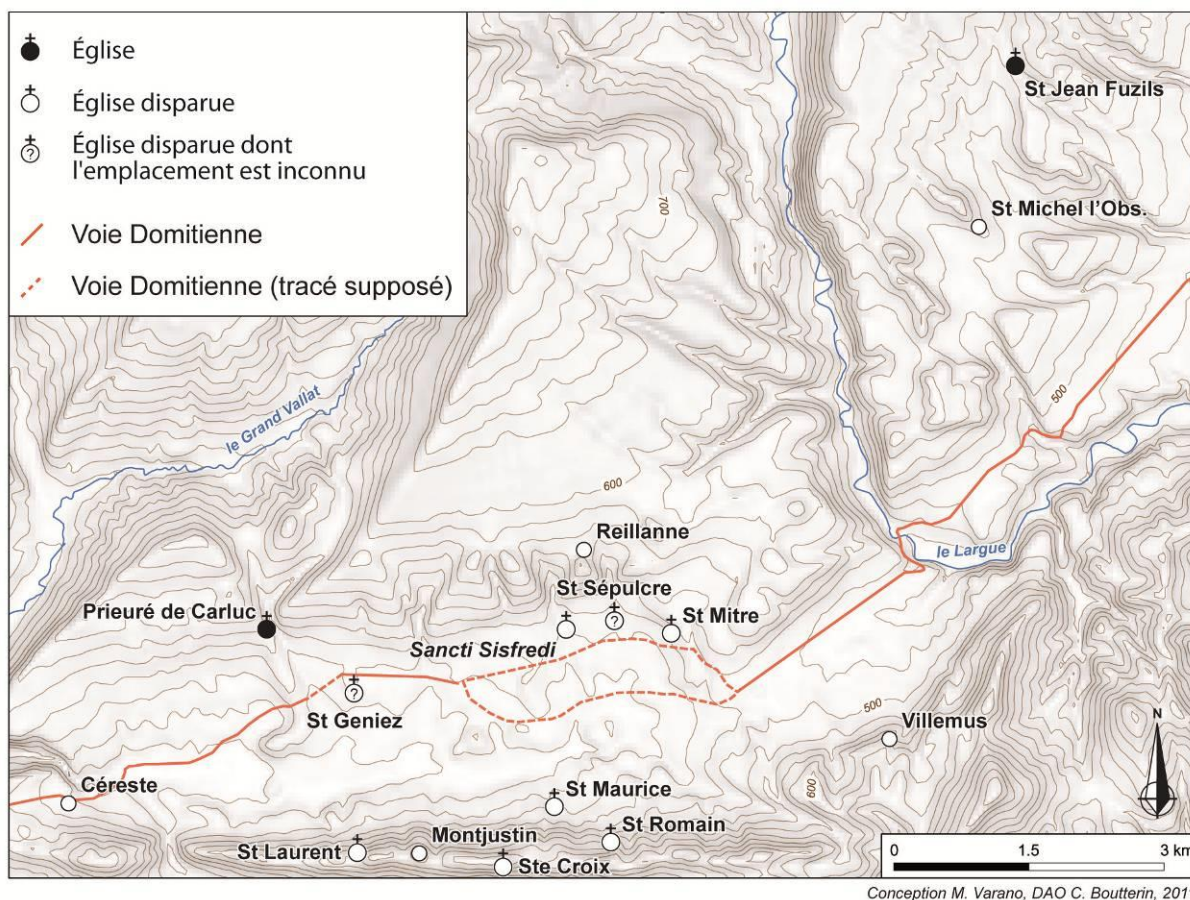 Église
Église disparue
Église disparue dont
l'emplacement est inconnu
Voie Domitienne
Voie Domitienne (tracé supposé)
St Jean Fuzils
St Michel l'Obs.
700
500
le Grand Vallat
600
Reillanne
le Largue
St Sépulcre
?
Prieuré de Carluc
St Mitre
Sancti Sisfredi
?
St Geniez
500
Villemus
N
Céreste
600
St Maurice
St Romain
Montjustin
St Laurent
Ste Croix
0 1.5 3 km
Conception M. Varano, DAO C. Boutterin, 201